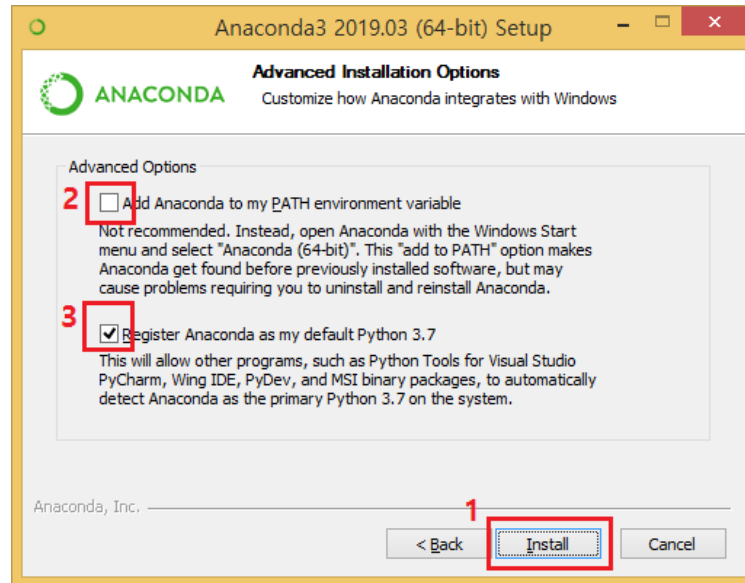 Anaconda3 2019.03 (64-bit) Setup
ANACONDA
Advanced Installation Options
Customize how Anaconda integrates with Windows
Advanced Options
2
Add Anaconda to my PATH environment variable
Not recommended. Instead, open Anaconda with the Windows Start
menu and select "Anaconda (64-bit)". This "add to PATH" option makes
Anaconda get found before previously installed software, but may
cause problems requiring you to uninstall and reinstall Anaconda.
3
Register Anaconda as my default Python 3.7
This will allow other programs, such as Python Tools for Visual Studio
PyCharm, Wing IDE, PyDev, and MSI binary packages, to automatically
detect Anaconda as the primary Python 3.7 on the system.
Anaconda, Inc.
1
< Back Install Cancel